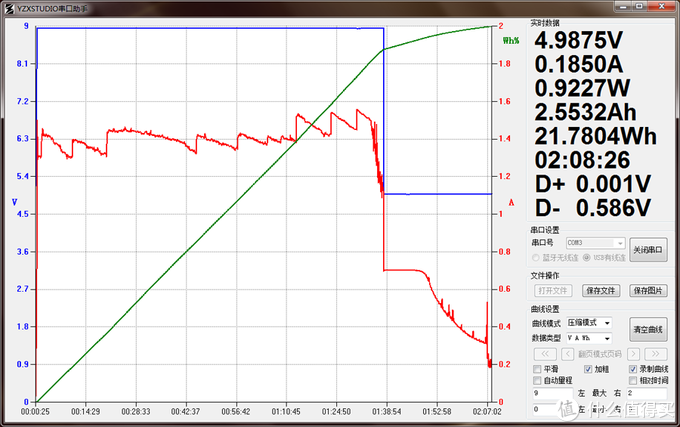 YZXSTUDIO串口助手
9
8.1
7.2
6.3
5.4
V
4.5
3.6
2.7
1.8
0.9
0
Wh%
2
1.8
1.6
1.4
1.2
A
1
0.8
0.6
0.4
0.2
0
00:00:25 00:14:29 00:28:33 00:42:37 00:56:42 01:10:45 01:24:50 01:38:54 01:52:58 02:07:02
实时数据
4.9875V
0.1850A
0.9227W
2.5532Ah
21.7804Wh
02:08:26
D+ 0.001V
D- 0.586V
串口设置
串口号 COM3
关闭串口
蓝牙无线连 USB有线连
文件操作
打开文件 保存文件 保存图片
曲线设置
曲线模式 压缩模式
清空曲线
数据类型 V A Wh
<< < 翻页模式页码 > >>
平滑 加粗 录制曲线
自动量程 相对时间
9 左 最大 右 2
0 左
值 什么值得买